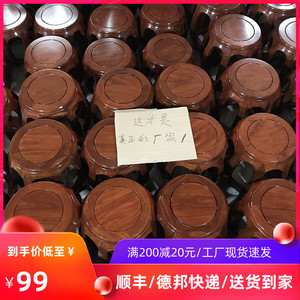 这才是
真正的厂家！
到手价低至
¥99
满200减20元/工厂现货速发
顺丰/德邦快递/送货到家